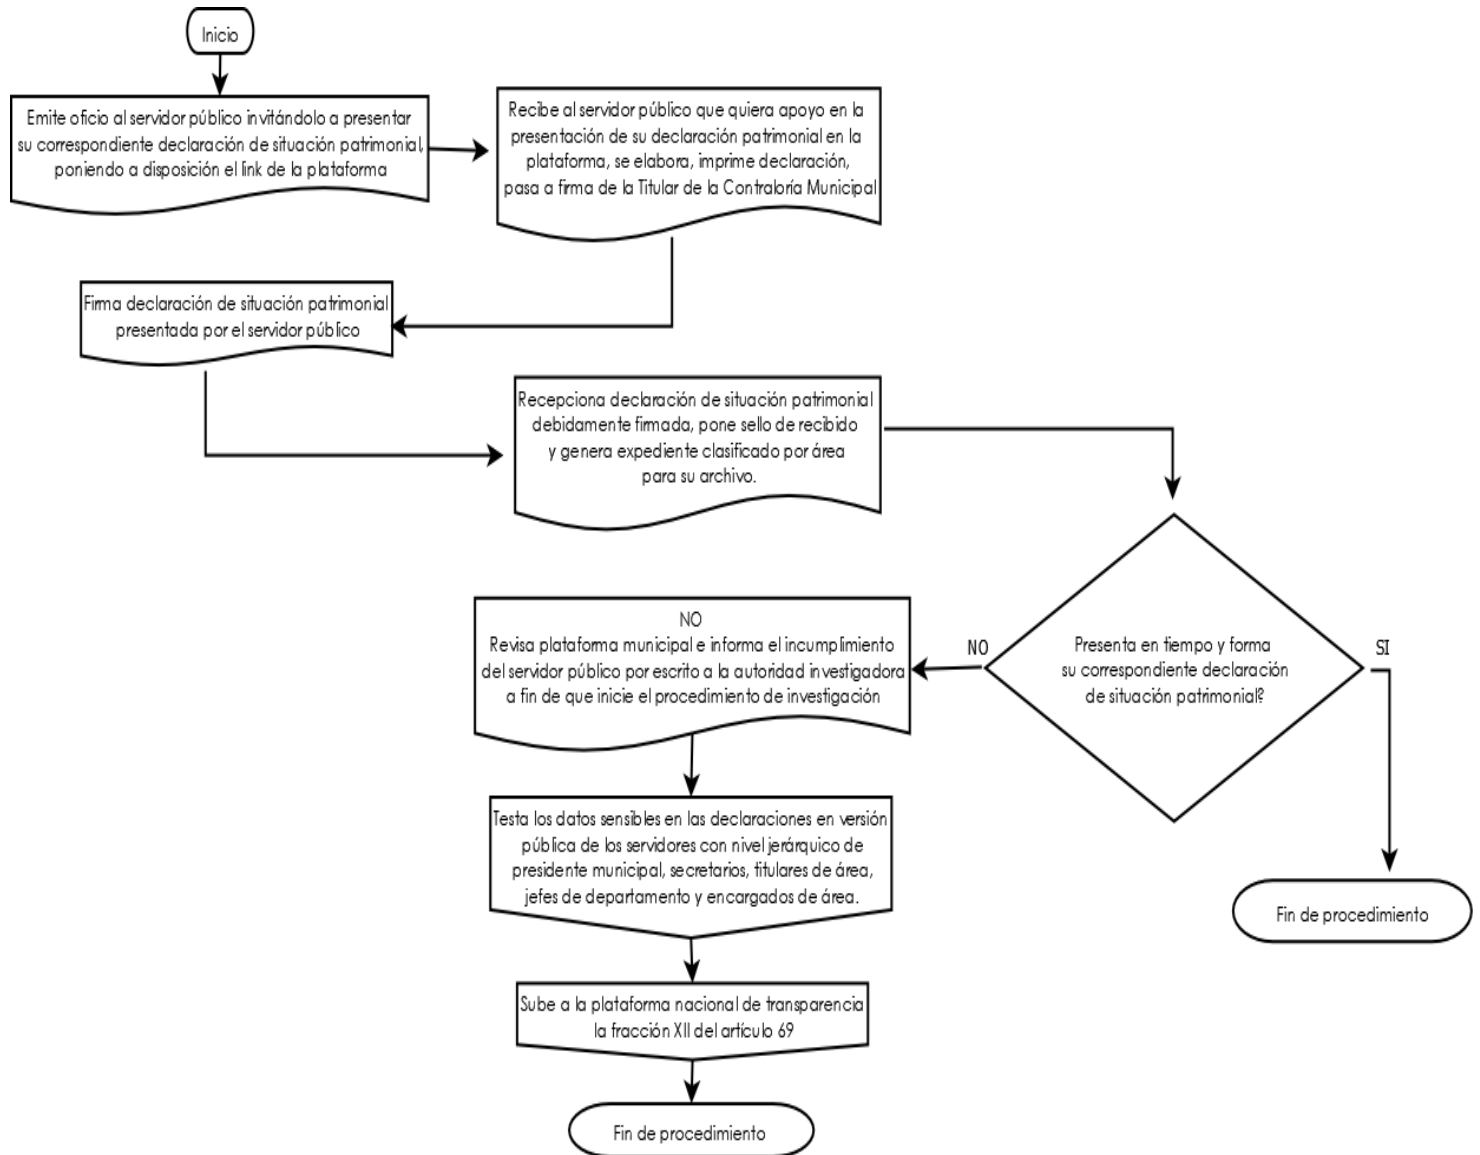 Inicio
Emite oficio al servidor público invitándolo a presentar
su correspondiente declaración de situación patrimonial,
poniendo a disposición el link de la plataforma
Recibe al servidor público que quiera apoyo en la
presentación de su declaración patrimonial en la
plataforma, se elabora, imprime declaración,
pasa a firma de la Titular de la Contraloría Municipal
Firma declaración de situación patrimonial
presentada por el servidor público
Recepciona declaración de situación patrimonial
debidamente firmada, pone sello de recibido
y genera expediente clasificado por área
para su archivo.
Presenta en tiempo y forma
su correspondiente declaración
de situación patrimonial?
NO
SI
NO
Revisa plataforma municipal e informa el incumplimiento
del servidor público por escrito a la autoridad investigadora
a fin de que inicie el procedimiento de investigación
Testa los datos sensibles en las declaraciones en versión
pública de los servidores con nivel jerárquico de
presidente municipal, secretarios, titulares de área,
jefes de departamento y encargados de área.
Fin de procedimiento
Sube a la plataforma nacional de transparencia
la fracción XII del artículo 69
Fin de procedimiento